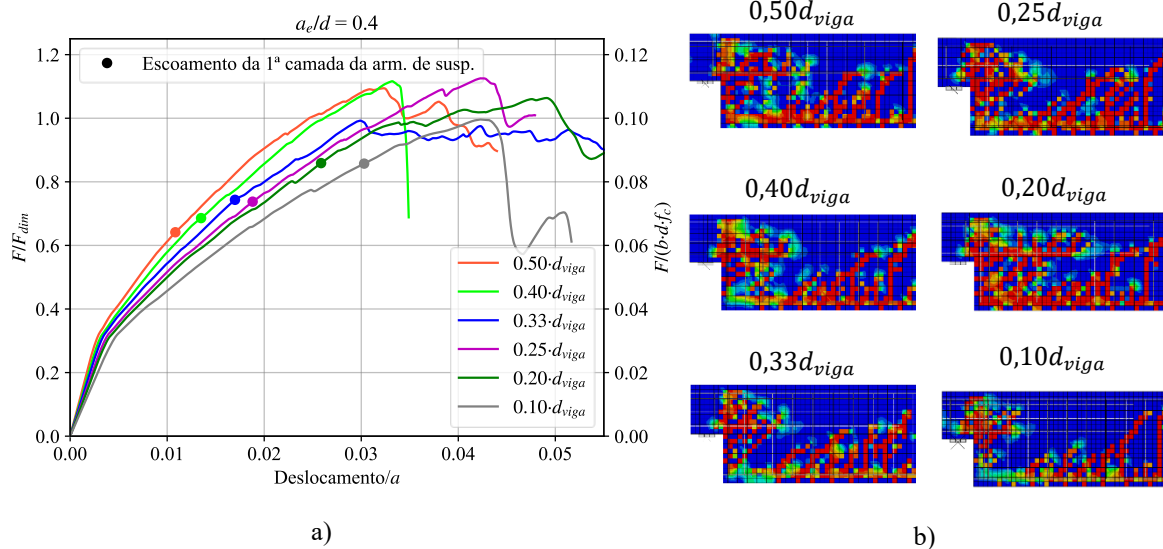 a_e/d = 0.4
Escoamento da 1ª camada da arm. de susp.
F/F_dim
1.2
1.0
0.8
0.6
0.4
0.2
0.0
0.12
0.10
0.08
0.06
0.04
0.02
0.00
F/(b·d·f_c)
0.50·d_viga
0.40·d_viga
0.33·d_viga
0.25·d_viga
0.20·d_viga
0.10·d_viga
0.00 0.01 0.02 0.03 0.04 0.05
Deslocamento/a
a)
0,50d_viga 0,25d_viga
0,40d_viga 0,20d_viga
0,33d_viga 0,10d_viga
b)